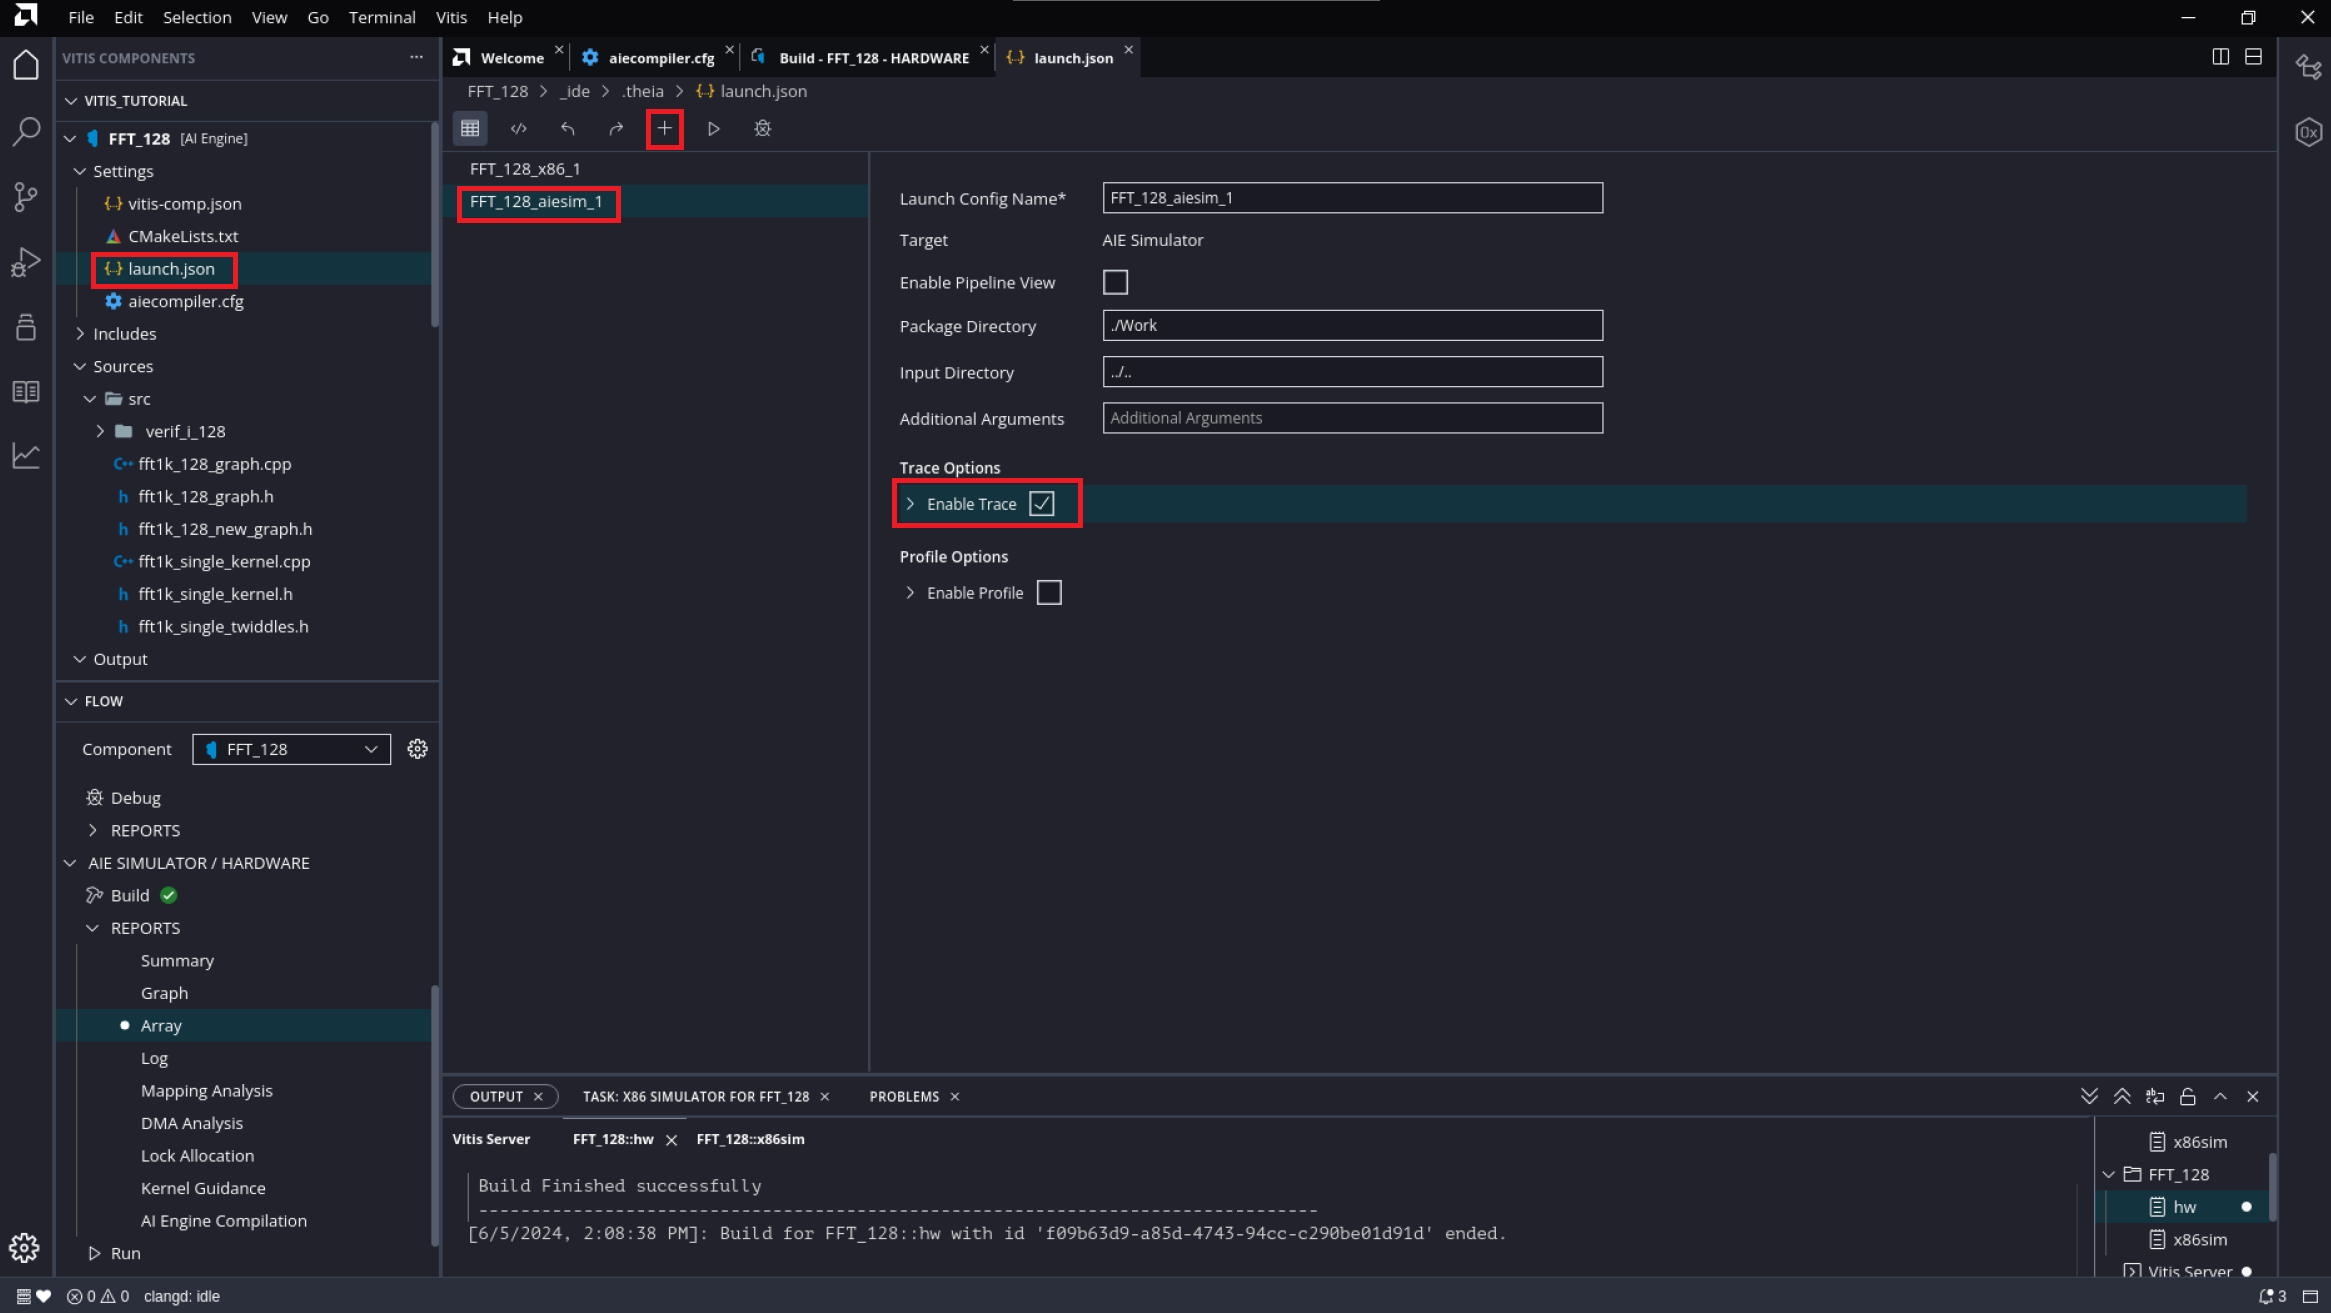 File Edit Selection View Go Terminal Vitis Help
VITIS COMPONENTS
VITIS_TUTORIAL
FFT_128 [AI Engine]
Settings
vitis-comp.json
CMakeLists.txt
launch.json
aiecompiler.cfg
Includes
Sources
src
verif_i_128
fft1k_128_graph.cpp
fft1k_128_graph.h
fft1k_128_new_graph.h
fft1k_single_kernel.cpp
fft1k_single_kernel.h
fft1k_single_twiddles.h
Output
FLOW
Component FFT_128
Debug
REPORTS
AIE SIMULATOR / HARDWARE
Build
REPORTS
Summary
Graph
Array
Log
Mapping Analysis
DMA Analysis
Lock Allocation
Kernel Guidance
AI Engine Compilation
Run
Welcome aiecompiler.cfg Build - FFT_128 - HARDWARE launch.json
FFT_128 > _ide > .theia > launch.json
FFT_128_x86_1
FFT_128_aiesim_1
Launch Config Name* FFT_128_aiesim_1
Target AIE Simulator
Enable Pipeline View
Package Directory ./Work
Input Directory ../..
Additional Arguments Additional Arguments
Trace Options
Enable Trace
Profile Options
Enable Profile
OUTPUT TASK: X86 SIMULATOR FOR FFT_128 PROBLEMS
Vitis Server FFT_128::hw FFT_128::x86sim
Build Finished successfully
--------------------------------------------------------------------------------
[6/5/2024, 2:08:38 PM]: Build for FFT_128::hw with id 'f09b63d9-a85d-4743-94cc-c290be01d91d' ended.
x86sim
FFT_128
hw
x86sim
Vitis Server
0x
0 0 clangd: idle
3